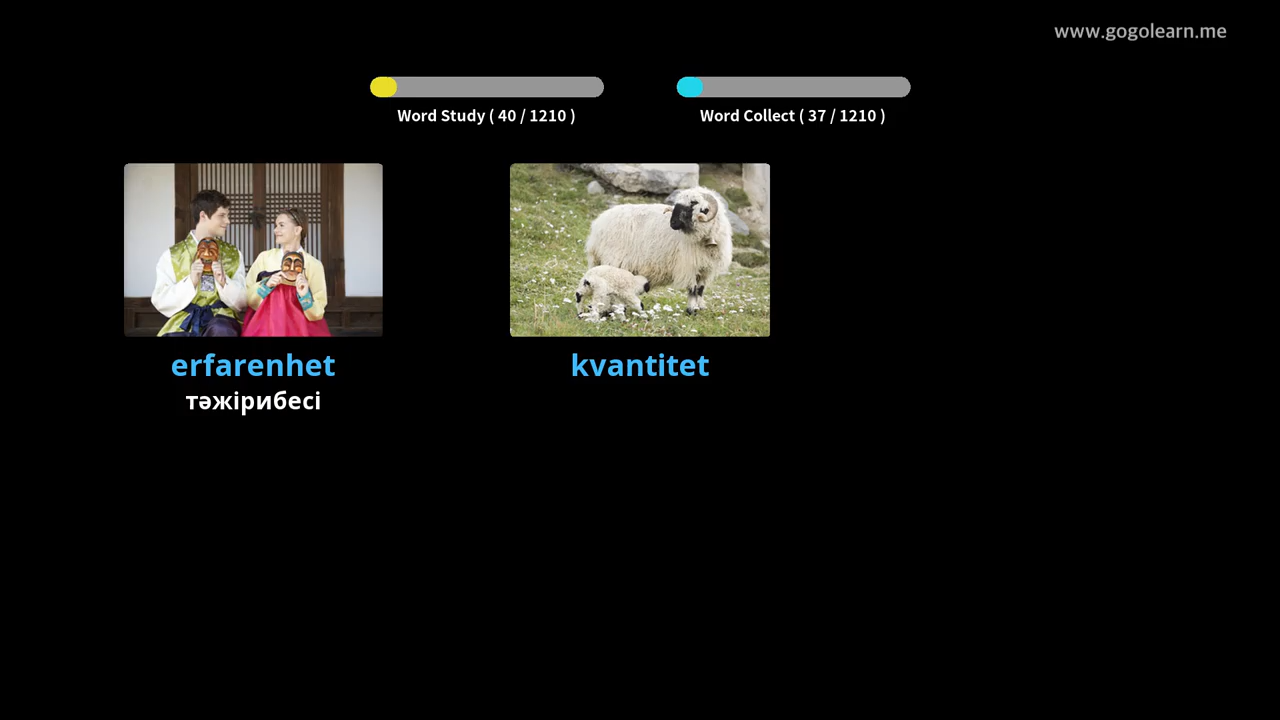 www.gogolearn.me
Word Study ( 40 / 1210 )
Word Collect ( 37 / 1210 )
erfarenhet
kvantitet
тәжірибесі